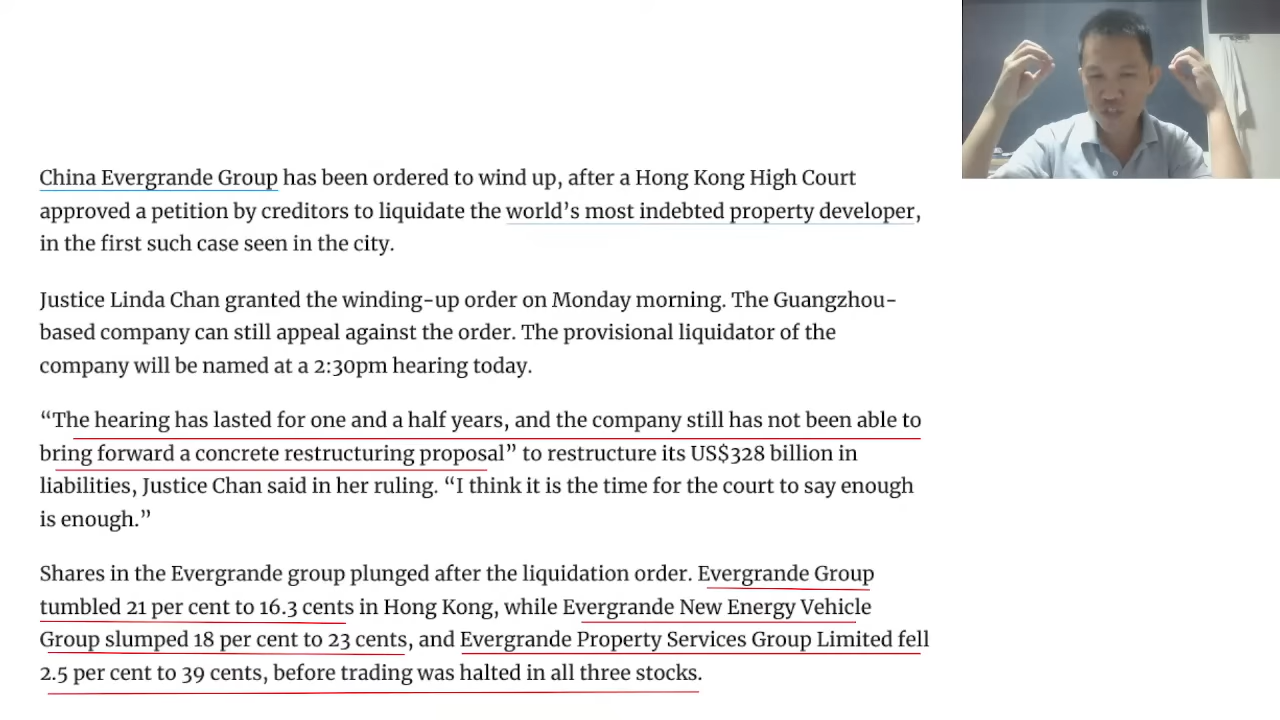 China Evergrande Group has been ordered to wind up, after a Hong Kong High Court
approved a petition by creditors to liquidate the world’s most indebted property developer,
in the first such case seen in the city.
Justice Linda Chan granted the winding-up order on Monday morning. The Guangzhou-
based company can still appeal against the order. The provisional liquidator of the
company will be named at a 2:30pm hearing today.
“The hearing has lasted for one and a half years, and the company still has not been able to
bring forward a concrete restructuring proposal” to restructure its US$328 billion in
liabilities, Justice Chan said in her ruling. “I think it is the time for the court to say enough
is enough.”
Shares in the Evergrande group plunged after the liquidation order. Evergrande Group
tumbled 21 per cent to 16.3 cents in Hong Kong, while Evergrande New Energy Vehicle
Group slumped 18 per cent to 23 cents, and Evergrande Property Services Group Limited fell
2.5 per cent to 39 cents, before trading was halted in all three stocks.